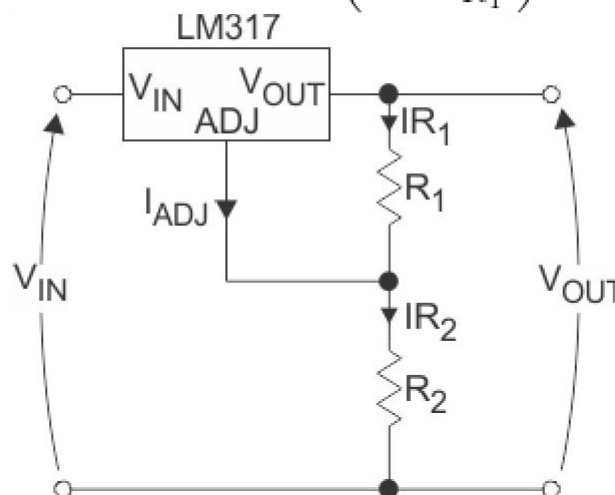 LM317
V_IN V_OUT
ADJ
IR_1
R_1
I_ADJ
V_IN
V_OUT
IR_2
R_2